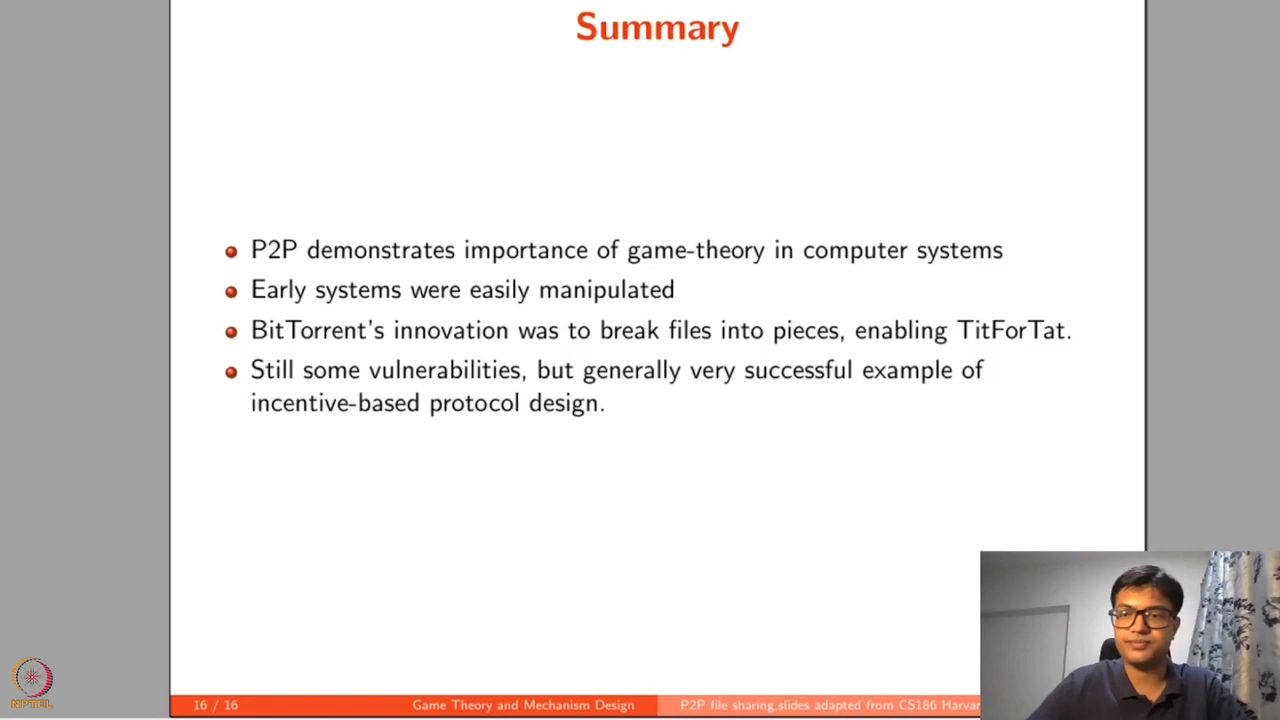 Summary
P2P demonstrates importance of game-theory in computer systems
Early systems were easily manipulated
BitTorrent's innovation was to break files into pieces, enabling TitForTat.
Still some vulnerabilities, but generally very successful example of
incentive-based protocol design.
16 / 16
Game Theory and Mechanism Design
P2P file sharing,slides adapted from CS186 Harvar
NPTEL